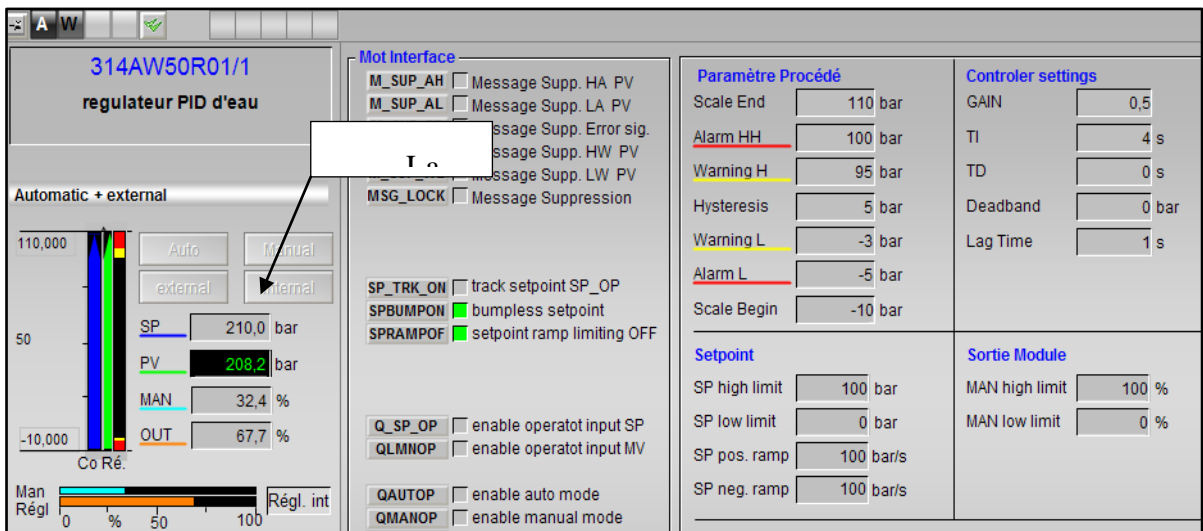 A W
314AW50R01/1
regulateur PID d'eau
Automatic + external
110,000
50
-10,000
Co Ré.
Auto
Manual
external
SP 210,0 bar
PV 208,2 bar
MAN 32,4 %
OUT 67,7 %
Man
Régl
0 % 50 100
Régl. int
La
Mot Interface
M_SUP_AH Message Supp. HA PV
M_SUP_AL Message Supp. LA PV
Supp. Error sig.
Supp. HW PV
Supp. LW PV
MSG_LOCK Message Suppression
SP_TRK_ON track setpoint SP_OP
SPBUMPON bumpless setpoint
SPRAMPOF setpoint ramp limiting OFF
Q_SP_OP enable operatot input SP
QLMNOP enable operatot input MV
QAUTOP enable auto mode
QMANOP enable manual mode
Paramètre Procédé
Scale End 110 bar
Alarm HH 100 bar
Warning H 95 bar
Hysteresis 5 bar
Warning L -3 bar
Alarm L -5 bar
Scale Begin -10 bar
Controler settings
GAIN 0,5
TI 4 s
TD 0 s
Deadband 0 bar
Lag Time 1 s
Setpoint
SP high limit 100 bar
SP low limit 0 bar
SP pos. ramp 100 bar/s
SP neg. ramp 100 bar/s
Sortie Module
MAN high limit 100 %
MAN low limit 0 %